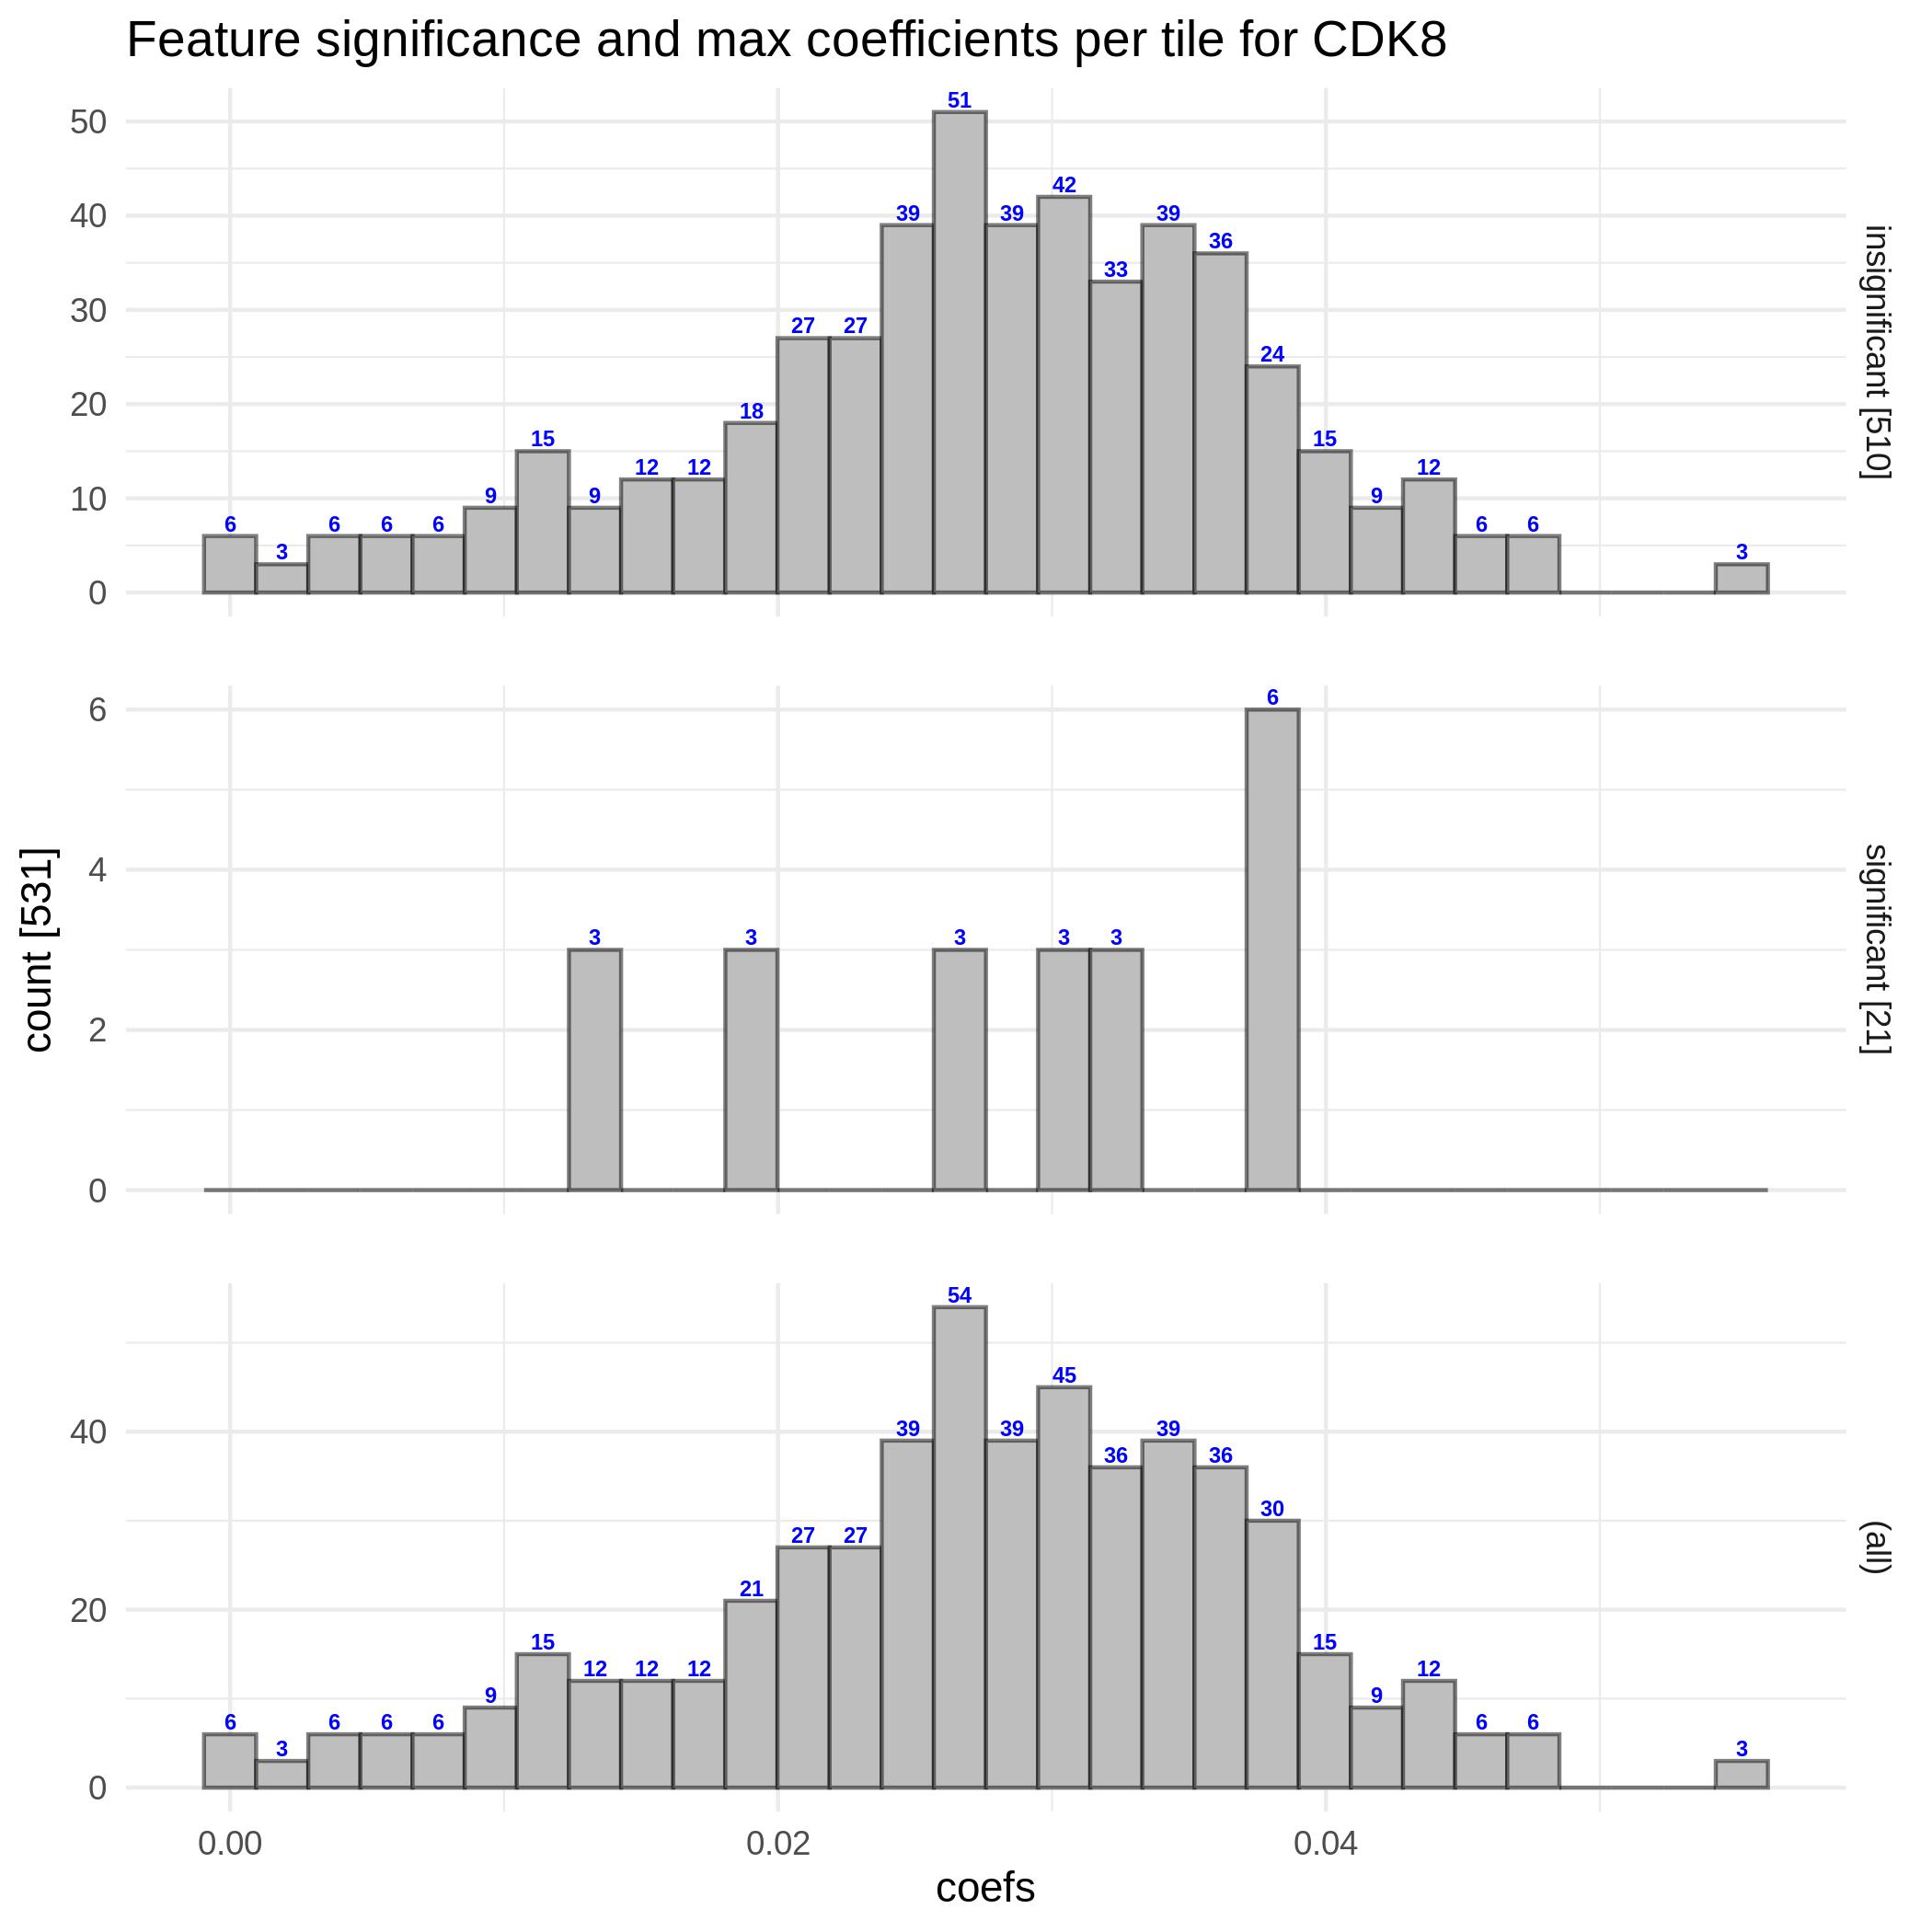 Feature significance and max coefficients per tile for CDK8
count [531]
50
40
30
20
10
0
6 3 6 6 6 9 15 9 12 12 18 27 27 39 51 39 42 33 39 36 24 15 9 12 6 6 3
insignificant [510]
6
4
2
0
3 3 3 3 3 6
significant [21]
40
20
0
6 3 6 6 6 9 15 12 12 12 21 27 27 39 54 39 45 36 39 36 30 15 9 12 6 6 3
(all)
0.00 0.02 0.04
coefs